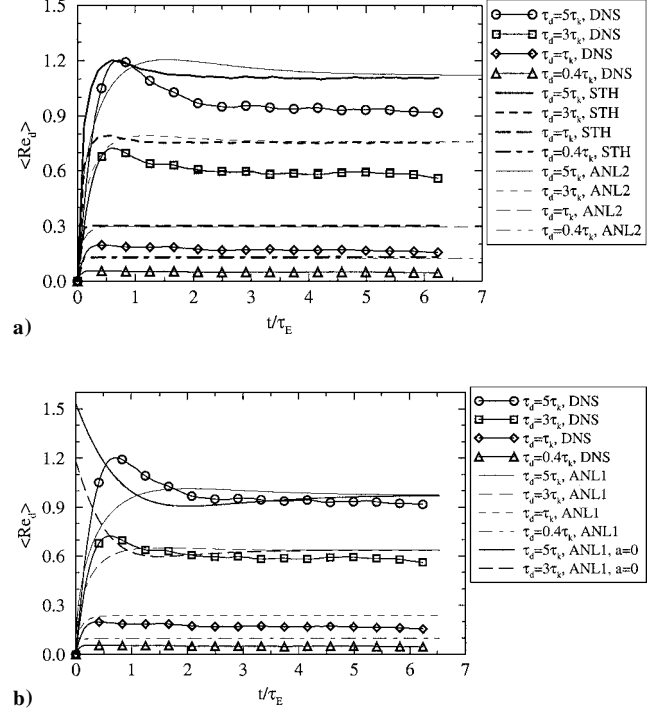 1.5
1.2
0.9
0.6
0.3
0.0
<Re_d>
0 1 2 3 4 5 6 7
t/τ_E
τ_d=5τ_k, DNS
τ_d=3τ_k, DNS
τ_d=τ_k, DNS
τ_d=0.4τ_k, DNS
τ_d=5τ_k, STH
τ_d=3τ_k, STH
τ_d=τ_k, STH
τ_d=0.4τ_k, STH
τ_d=5τ_k, ANL2
τ_d=3τ_k, ANL2
τ_d=τ_k, ANL2
τ_d=0.4τ_k, ANL2
a)
1.5
1.2
0.9
0.6
0.3
0.0
<Re_d>
0 1 2 3 4 5 6 7
t/τ_E
τ_d=5τ_k, DNS
τ_d=3τ_k, DNS
τ_d=τ_k, DNS
τ_d=0.4τ_k, DNS
τ_d=5τ_k, ANL1
τ_d=3τ_k, ANL1
τ_d=τ_k, ANL1
τ_d=0.4τ_k, ANL1
τ_d=5τ_k, ANL1, a=0
τ_d=3τ_k, ANL1, a=0
b)